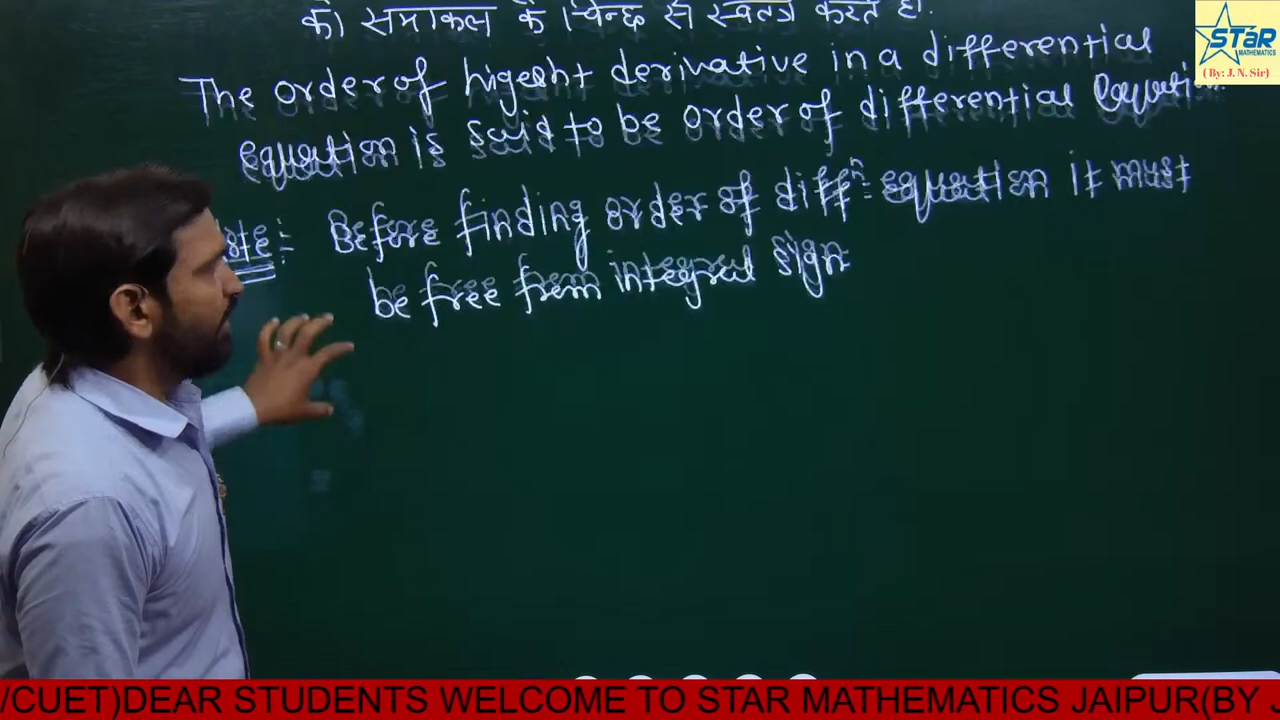 को समाकल के चिन्ह से स्वतंत्र करते है.
The order of higesht derivative in a differential
equation is said to be order of differential equation
Note :- Before finding order of diffn equation it must
be free from integral sign
STAR
MATHEMATICS
( By: J. N. Sir)
/CUET)DEAR STUDENTS WELCOME TO STAR MATHEMATICS JAIPUR(BY J